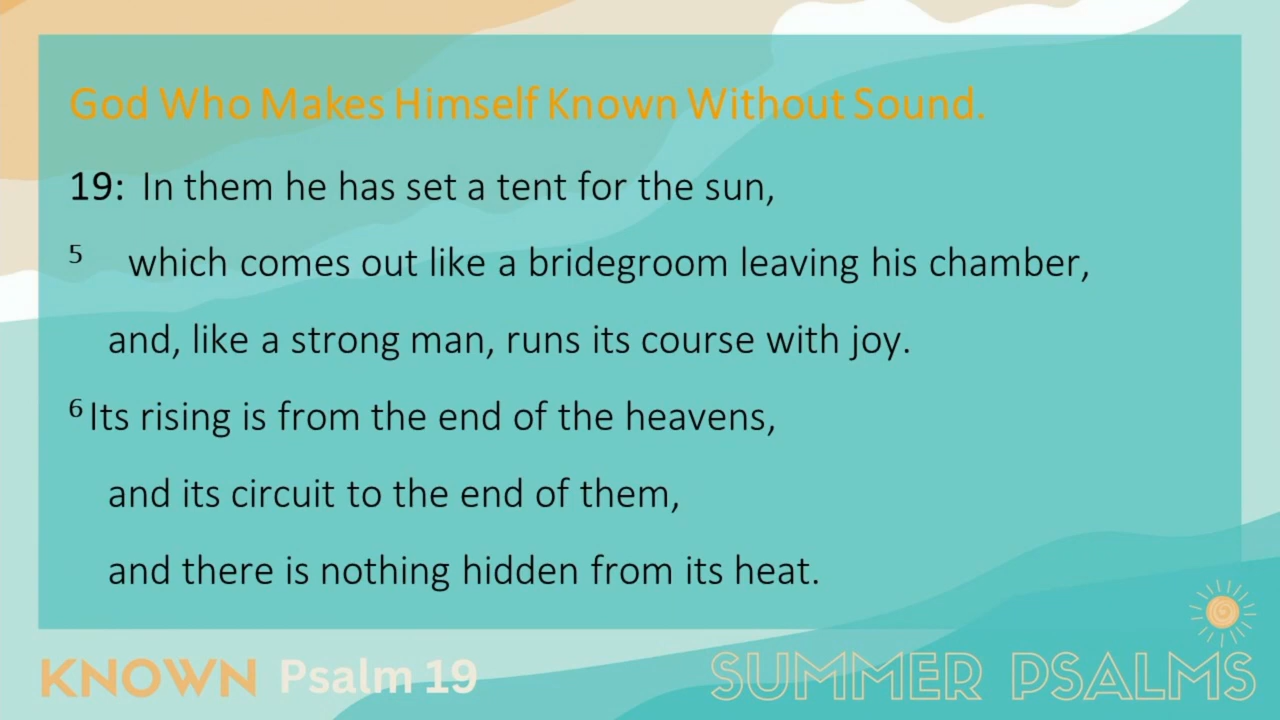 God Who Makes Himself Known Without Sound.
19: In them he has set a tent for the sun,
5 which comes out like a bridegroom leaving his chamber,
and, like a strong man, runs its course with joy.
6 Its rising is from the end of the heavens,
and its circuit to the end of them,
and there is nothing hidden from its heat.
KNOWN Psalm 19
SUMMER PSALMS